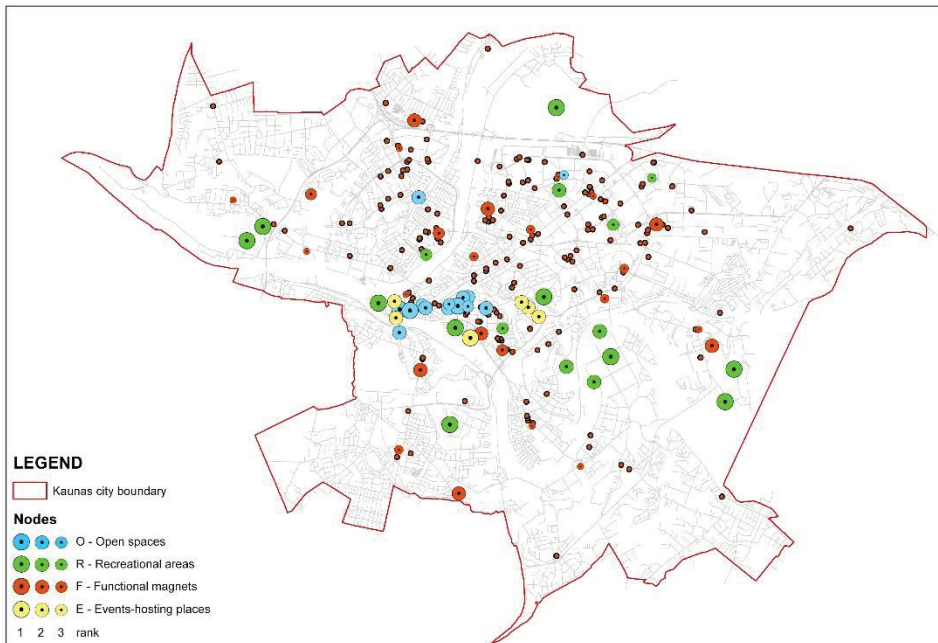 LEGEND
Kaunas city boundary
Nodes
O - Open spaces
R - Recreational areas
F - Functional magnets
E - Events-hosting places
1 2 3 rank